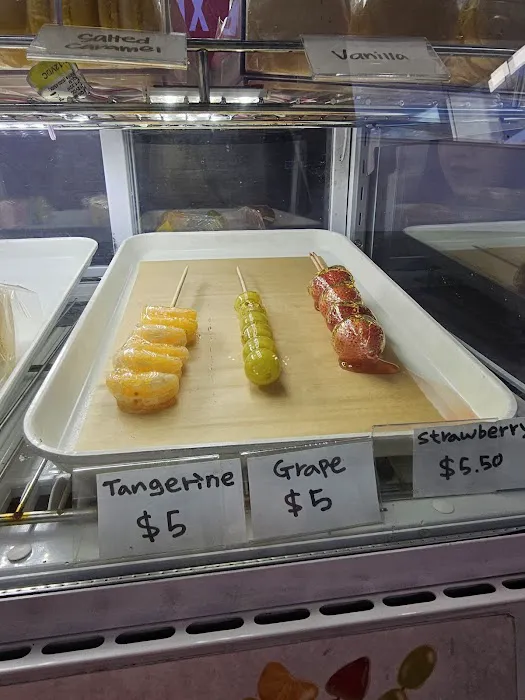 Salted
Caramel
Vanilla
Tangerine
$5
Grape
$5
Strawberry
$5.50